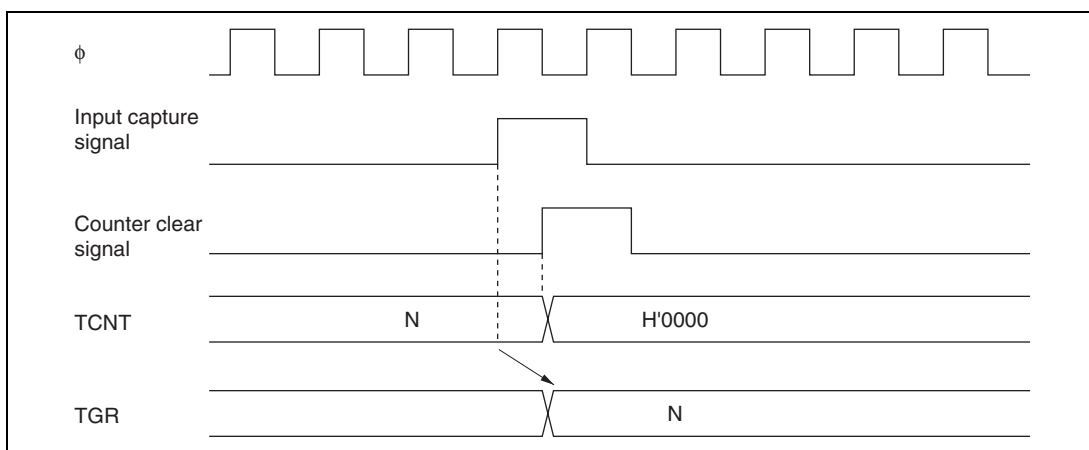 ϕ
Input capture
signal
Counter clear
signal
TCNT
N
H'0000
TGR
N